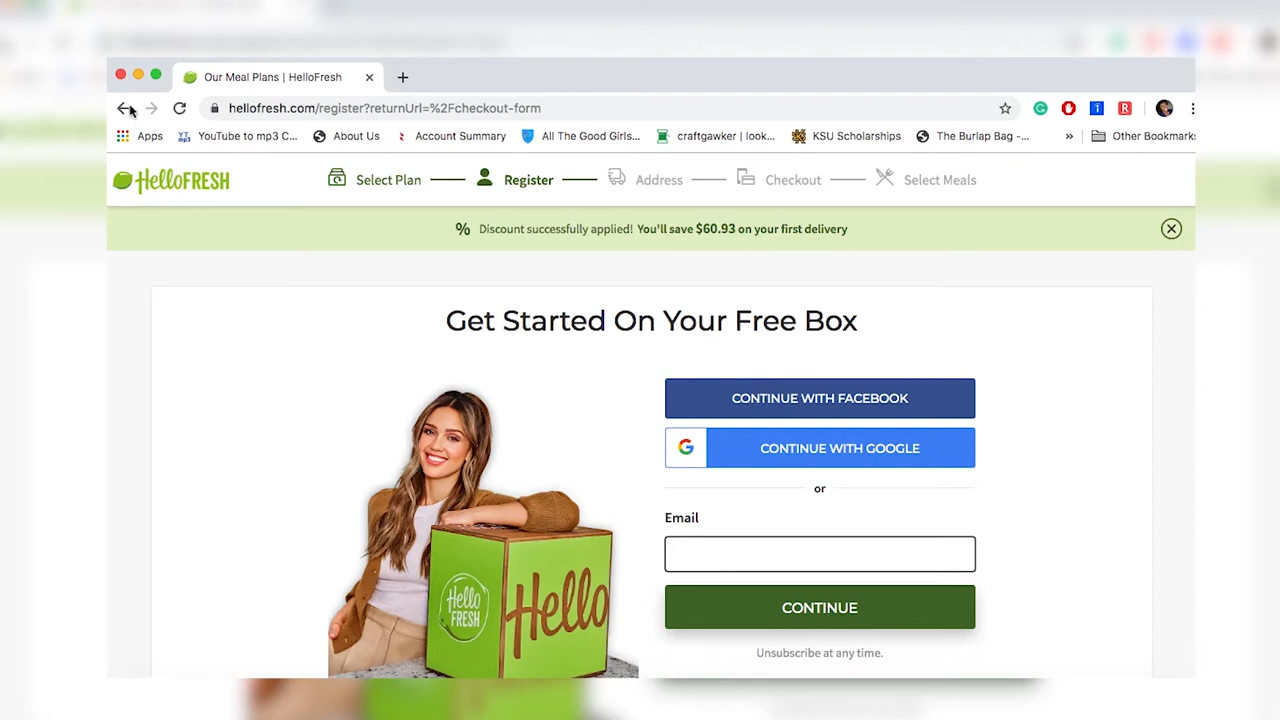 Our Meal Plans | HelloFresh
hellofresh.com/register?returnUrl=%2Fcheckout-form
Apps YouTube to mp3 C... About Us Account Summary All The Good Girls... craftgawker | look... KSU Scholarships The Burlap Bag -... » Other Bookmarks
HelloFRESH Select Plan Register Address Checkout Select Meals
% Discount successfully applied! You'll save $60.93 on your first delivery
Get Started On Your Free Box
CONTINUE WITH FACEBOOK
G CONTINUE WITH GOOGLE
or
Email
CONTINUE
Unsubscribe at any time.
Hello
FRESH
Hello